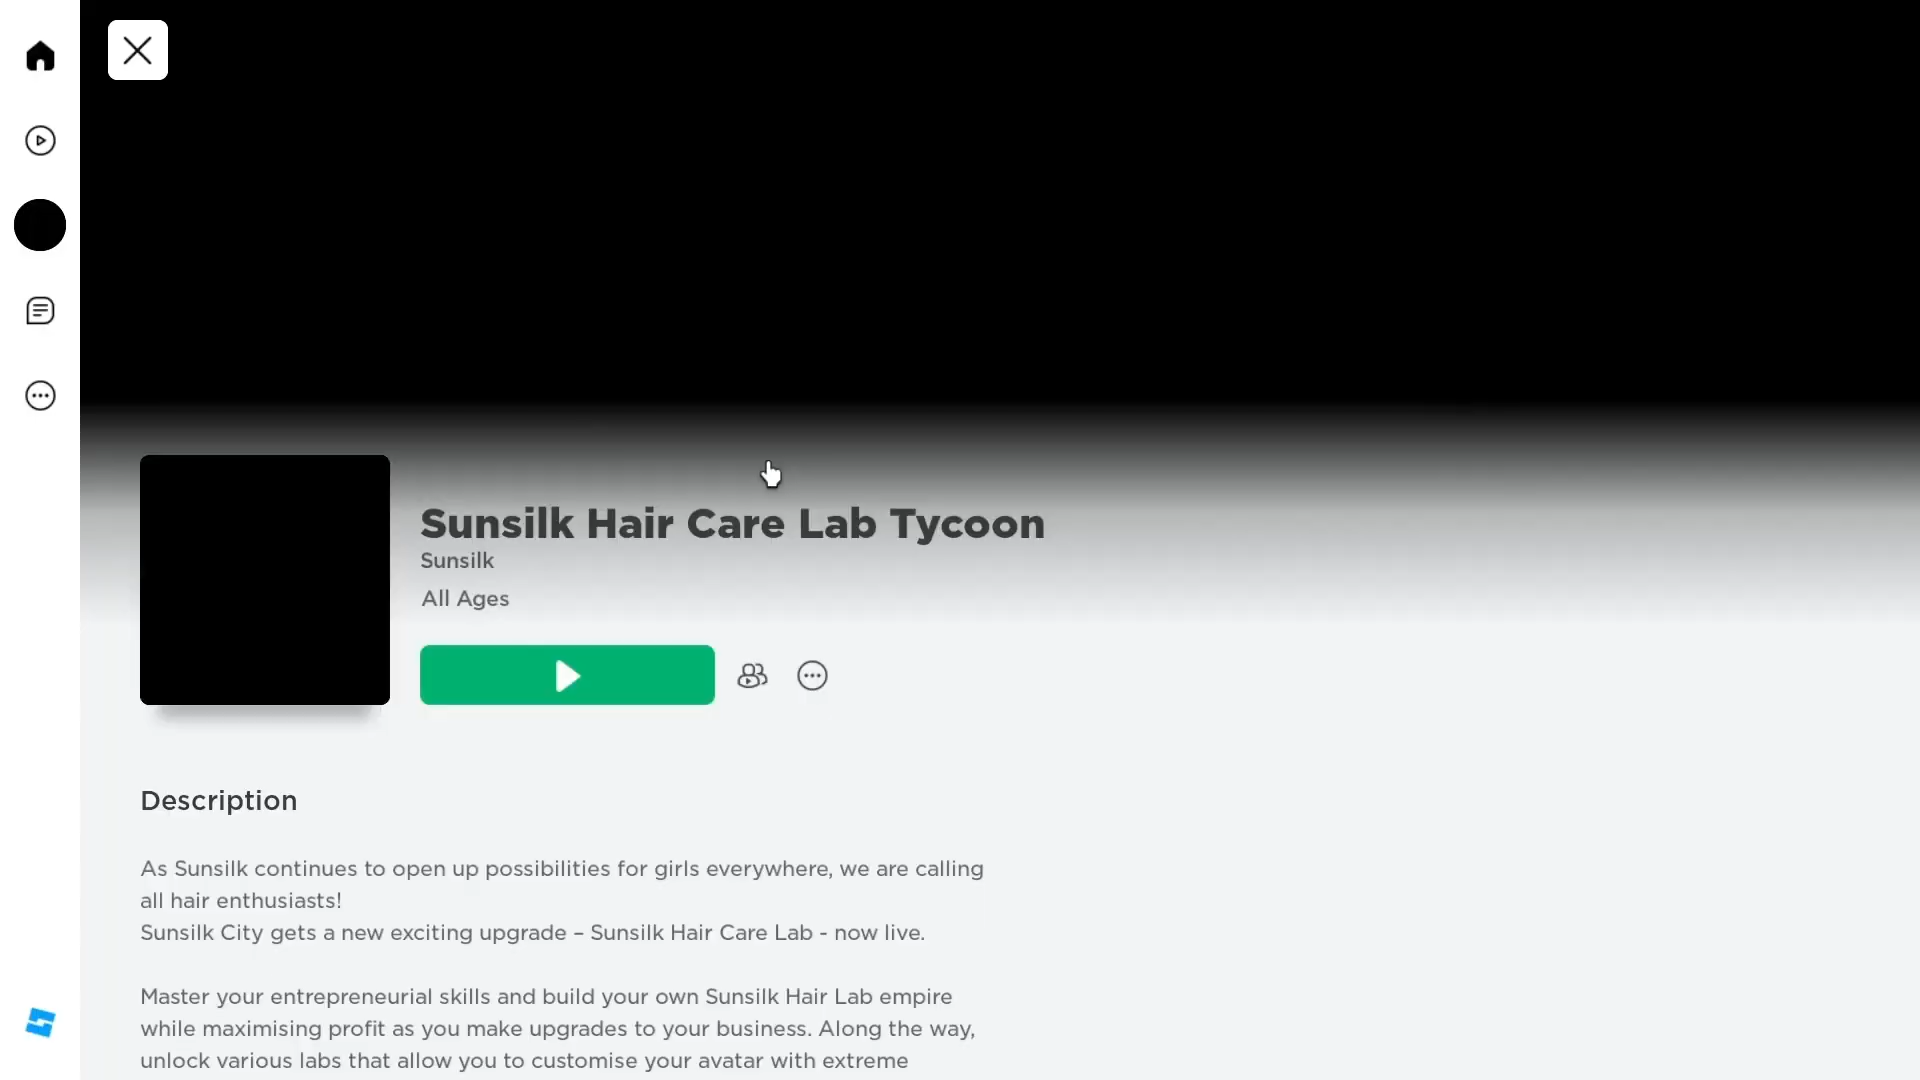 Sunsilk Hair Care Lab Tycoon
Sunsilk
All Ages
Description
As Sunsilk continues to open up possibilities for girls everywhere, we are calling
all hair enthusiasts!
Sunsilk City gets a new exciting upgrade – Sunsilk Hair Care Lab - now live.
Master your entrepreneurial skills and build your own Sunsilk Hair Lab empire
while maximising profit as you make upgrades to your business. Along the way,
unlock various labs that allow you to customise your avatar with extreme